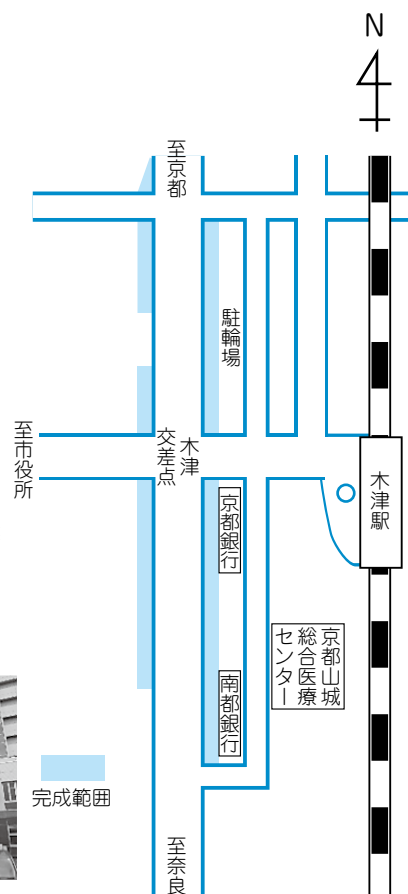 N
至京都
駐輪場
木津
交差点
至市役所
木津駅
京都銀行
京都山城
総合医療
センター
南都銀行
完成範囲
至奈良